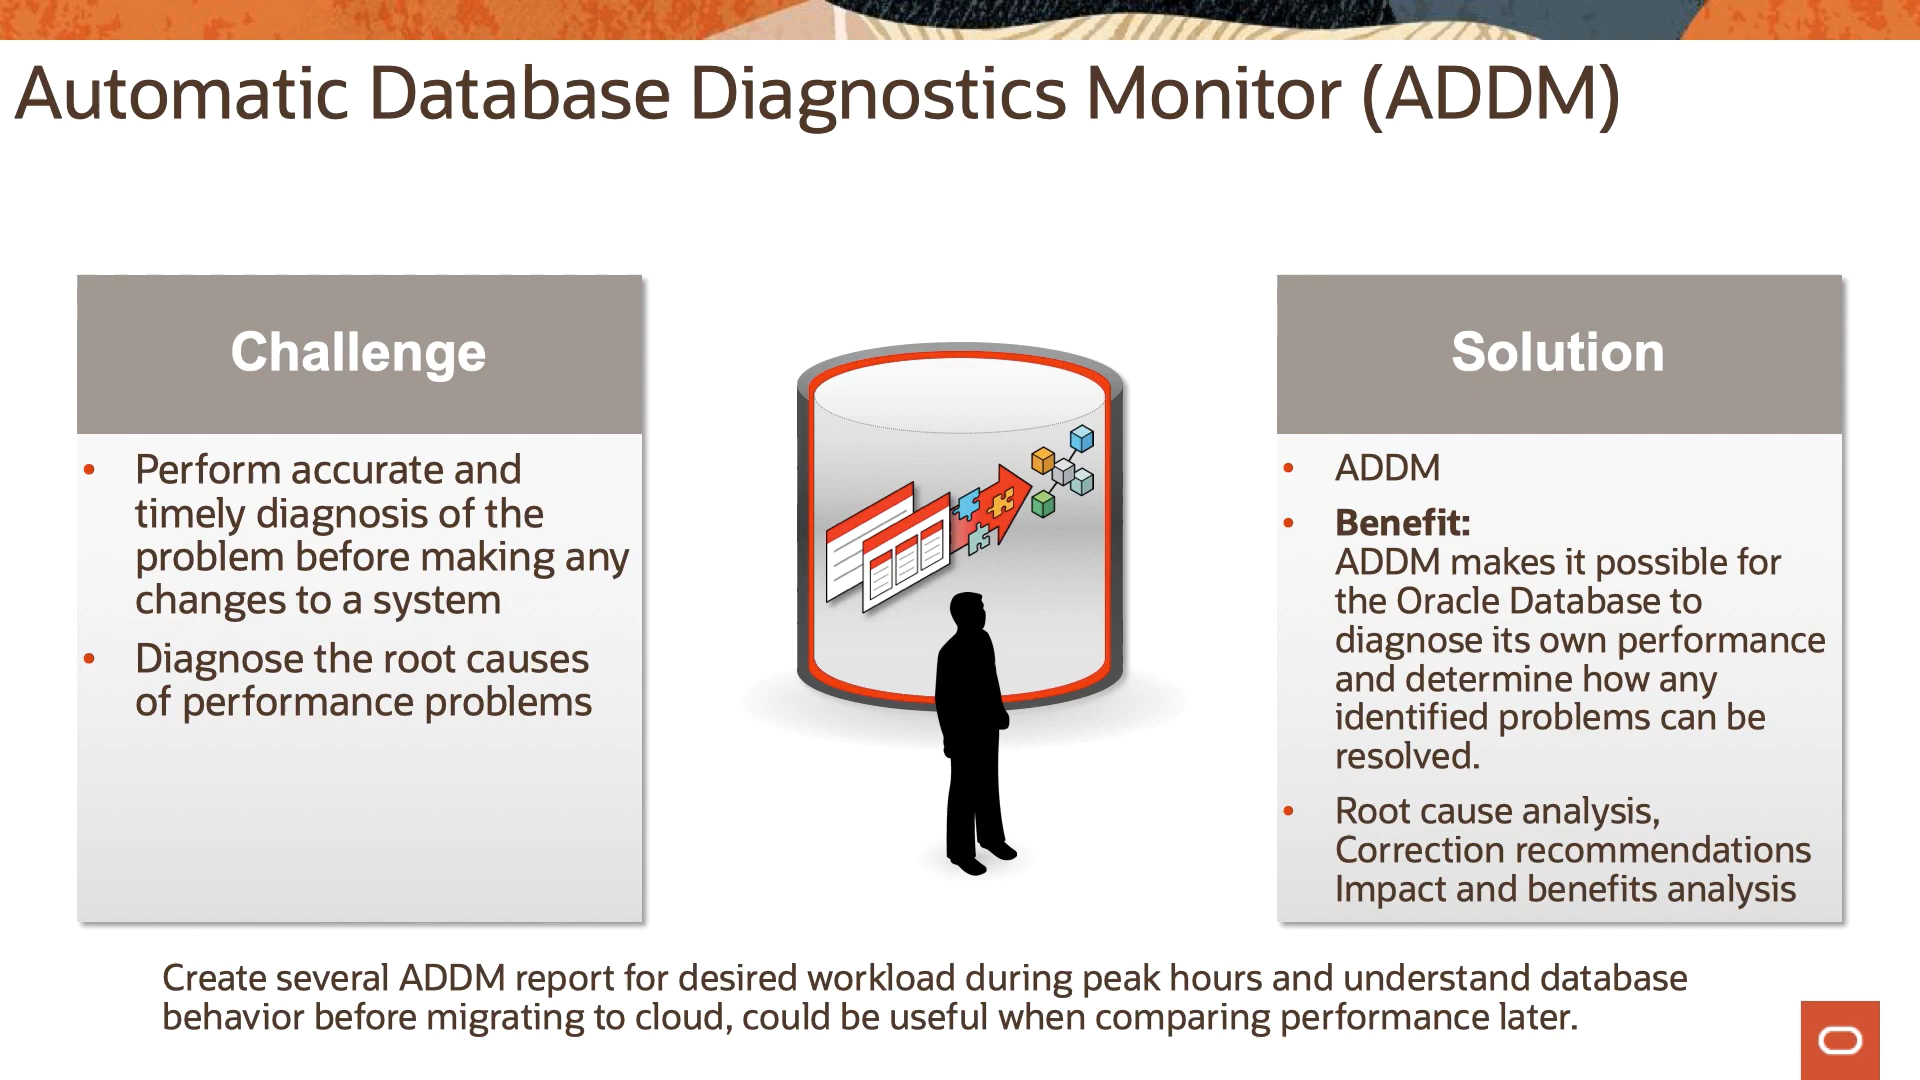 Automatic Database Diagnostics Monitor (ADDM)
Challenge
• Perform accurate and
timely diagnosis of the
problem before making any
changes to a system
• Diagnose the root causes
of performance problems
Solution
• ADDM
• Benefit:
ADDM makes it possible for
the Oracle Database to
diagnose its own performance
and determine how any
identified problems can be
resolved.
• Root cause analysis,
Correction recommendations
Impact and benefits analysis
Create several ADDM report for desired workload during peak hours and understand database
behavior before migrating to cloud, could be useful when comparing performance later.